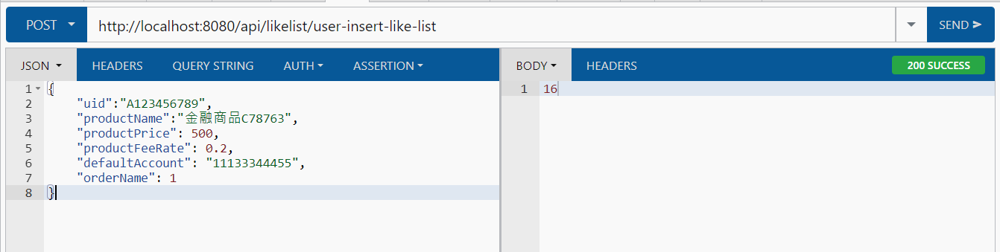 POST http://localhost:8080/api/likelist/user-insert-like-list SEND
JSON HEADERS QUERY STRING AUTH ASSERTION
1 {
2 "uid":"A123456789",
3 "productName":"金融商品C78763",
4 "productPrice": 500,
5 "productFeeRate": 0.2,
6 "defaultAccount": "11133344455",
7 "orderName": 1
8 }
BODY HEADERS 200 SUCCESS
1 16